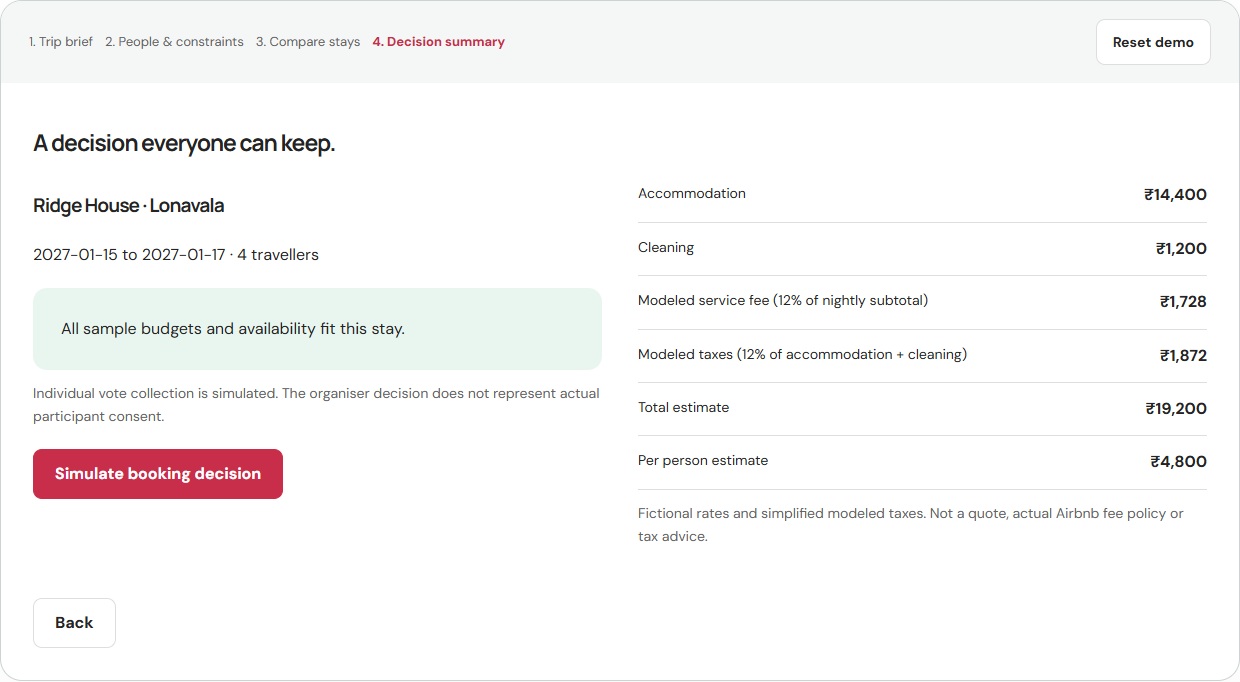 1. Trip brief 2. People & constraints 3. Compare stays 4. Decision summary
Reset demo
A decision everyone can keep.
Ridge House · Lonavala
2027-01-15 to 2027-01-17 · 4 travellers
All sample budgets and availability fit this stay.
Individual vote collection is simulated. The organiser decision does not represent actual
participant consent.
Simulate booking decision
Accommodation ₹14,400
Cleaning ₹1,200
Modeled service fee (12% of nightly subtotal) ₹1,728
Modeled taxes (12% of accommodation + cleaning) ₹1,872
Total estimate ₹19,200
Per person estimate ₹4,800
Fictional rates and simplified modeled taxes. Not a quote, actual Airbnb fee policy or
tax advice.
Back